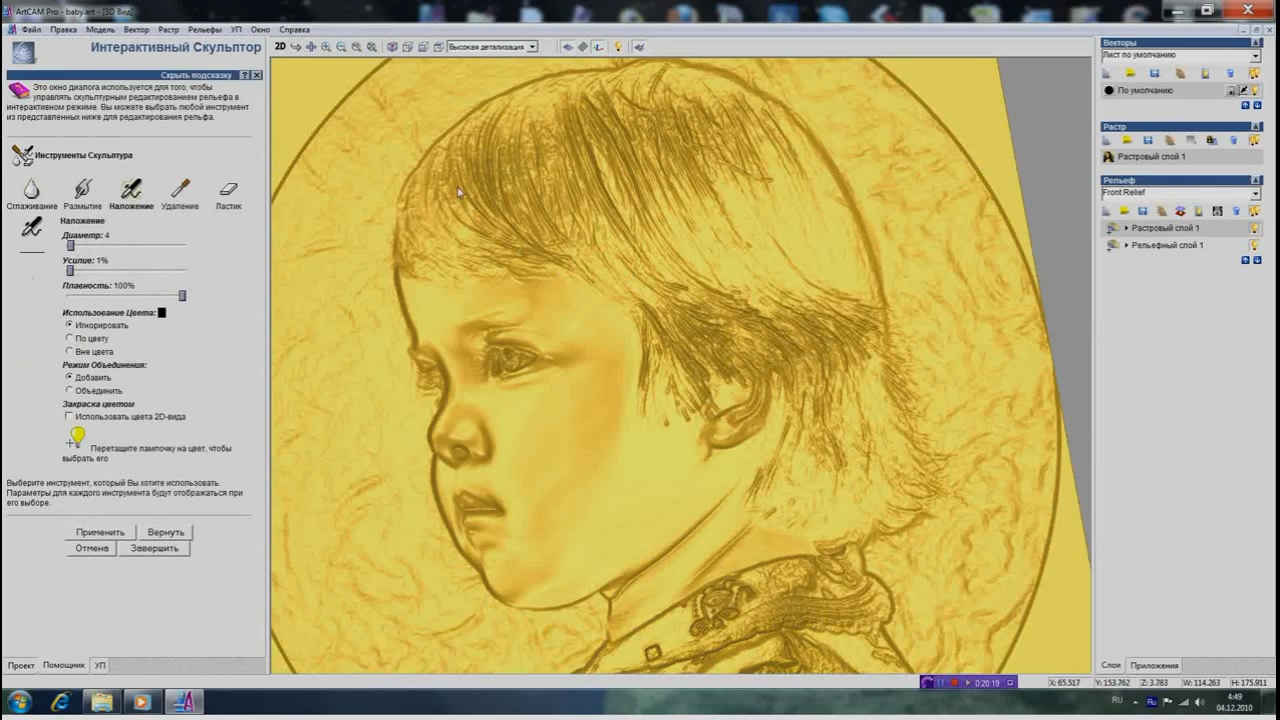 ArtCAM Pro - baby.art - [3D Вид]
Файл Правка Модель Вектор Растр Рельефы УП Окно Справка
Интерактивный Скульптор
2D Высокая детализация
Скрыть подсказку ?
Это окно диалога используется для того, чтобы
управлять скульптурным редактированием рельефа в
интерактивном режиме. Вы можете выбрать любой инструмент
из представленных ниже для редактирования рельефа.
Инструменты Скульптура
Сглаживание Размытие Наложение Удаление Ластик
Наложение
Диаметр: 4
Усилие: 1%
Плавность: 100%
Использование Цвета:
Игнорировать
По цвету
Вне цвета
Режим Объединения:
Добавить
Объединить
Закраска цветом
Использовать цвета 2D-вида
Перетащите лампочку на цвет, чтобы
выбрать его
Выберите инструмент, который Вы хотите использовать.
Параметры для каждого инструмента будут отображаться при
его выборе.
Применить Вернуть
Отмена Завершить
Проект Помощник УП
Векторы
Лист по умолчанию
По умолчанию
Растр
Растровый слой 1
Рельеф
Front Relief
Растровый слой 1
Рельефный слой 1
Слои Приложения
0:20:19
X: 65.517 Y: 153.762 Z: 3.783 W: 114.263 H: 175.911
RU Ru 4:49
04.12.2010